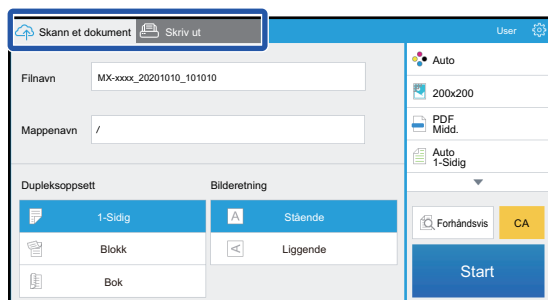 Skann et dokument
Skriv ut
User
Filnavn
MX-xxxx_20201010_101010
Mappenavn
/
Dupleksoppsett
Bilderetning
1-Sidig
Stående
Blokk
Liggende
Bok
Auto
200x200
PDF
Midd.
Auto
1-Sidig
Forhåndsvis
CA
Start